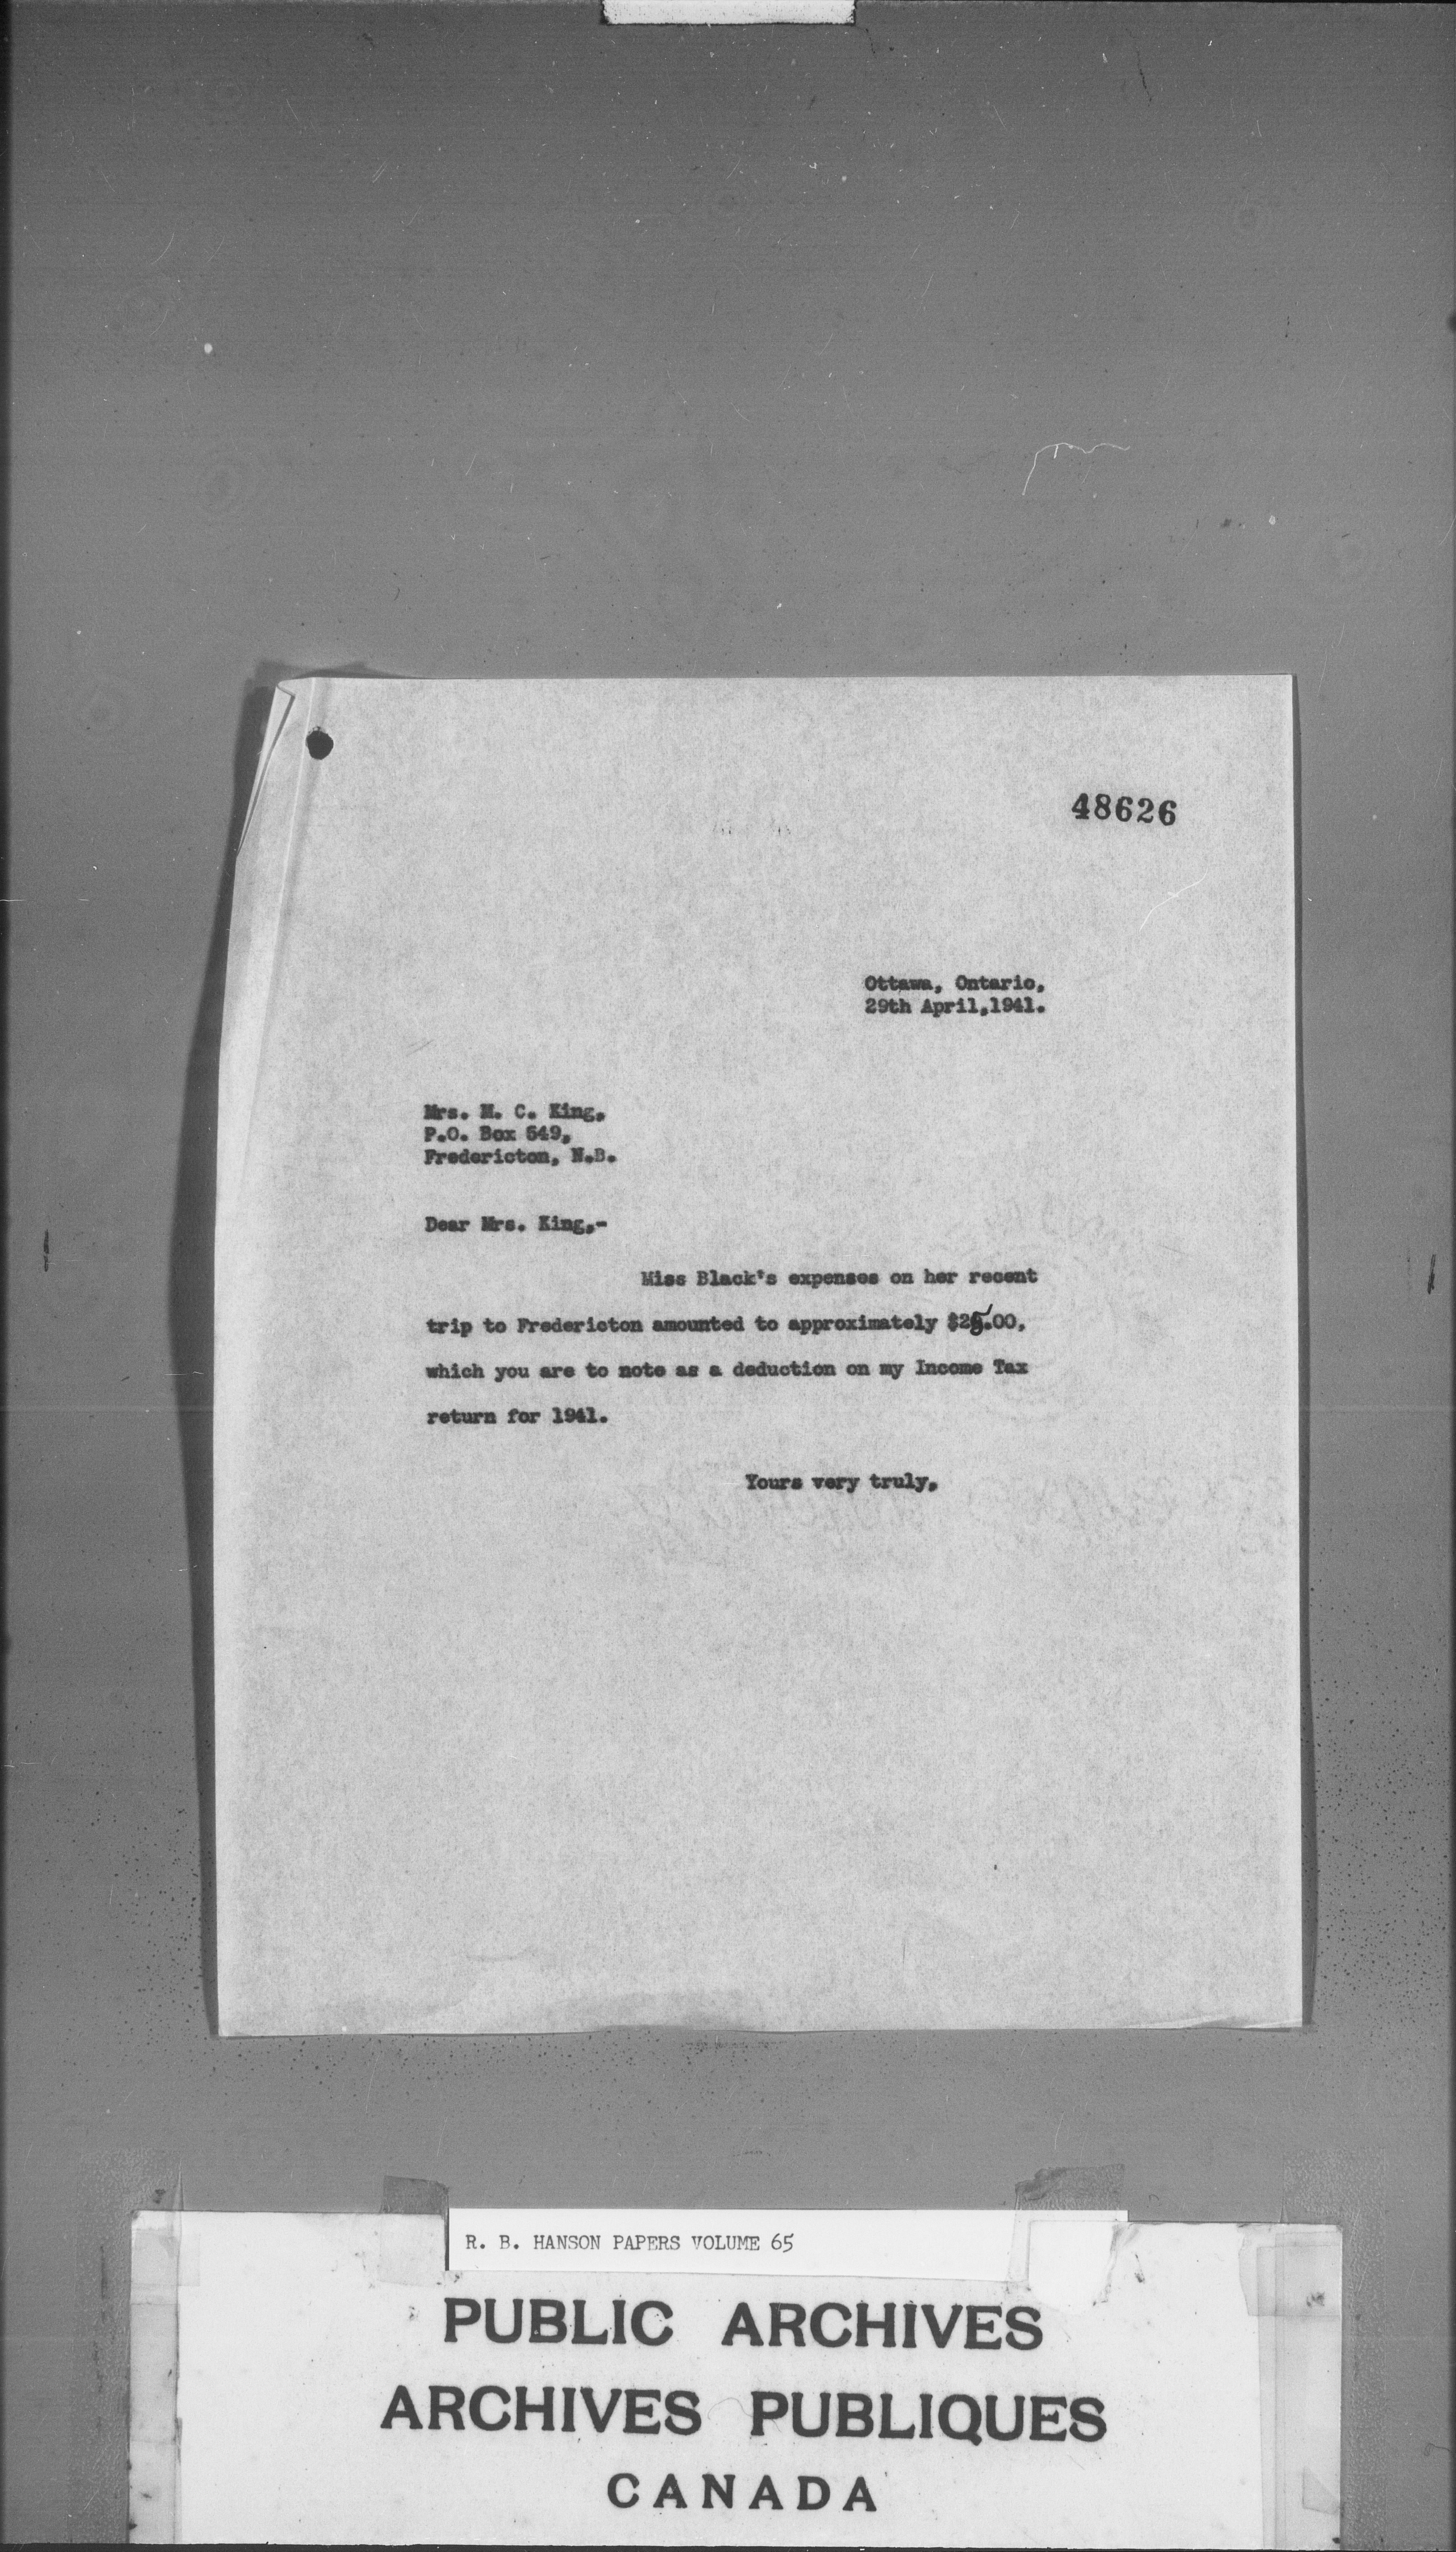 48626
Ottawa, Ontario,
29th April,1941.
Mrs. N. C. King,
P.O. Box 549,
Fredericton, N.B.
Dear Mrs. King,-
Miss Black's expenses on her recent
trip to Fredericton amounted to approximately $25.00,
which you are to note as a deduction on my Income Tax
return for 1941.
Yours very truly,
R. B. HANSON PAPERS VOLUME 65
PUBLIC ARCHIVES
ARCHIVES PUBLIQUES
CANADA